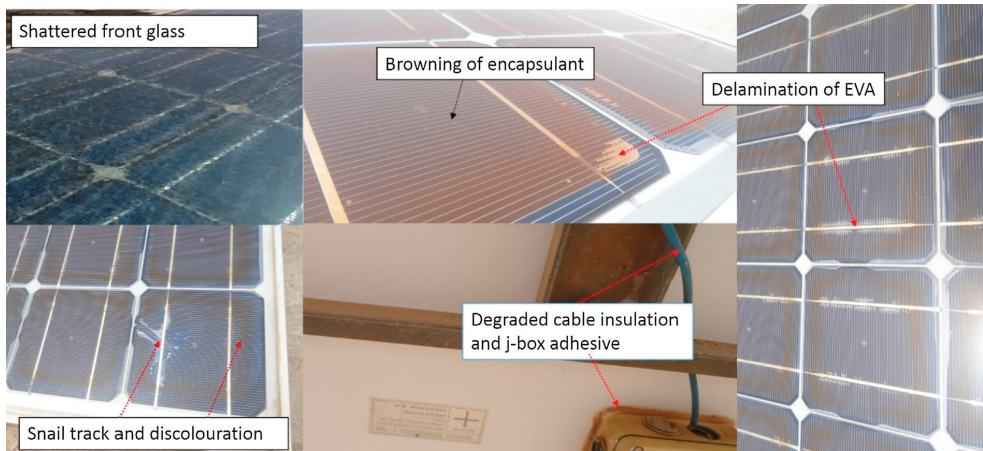 Shattered front glass
Browning of encapsulant
Delamination of EVA
Degraded cable insulation
and j-box adhesive
Snail track and discolouration